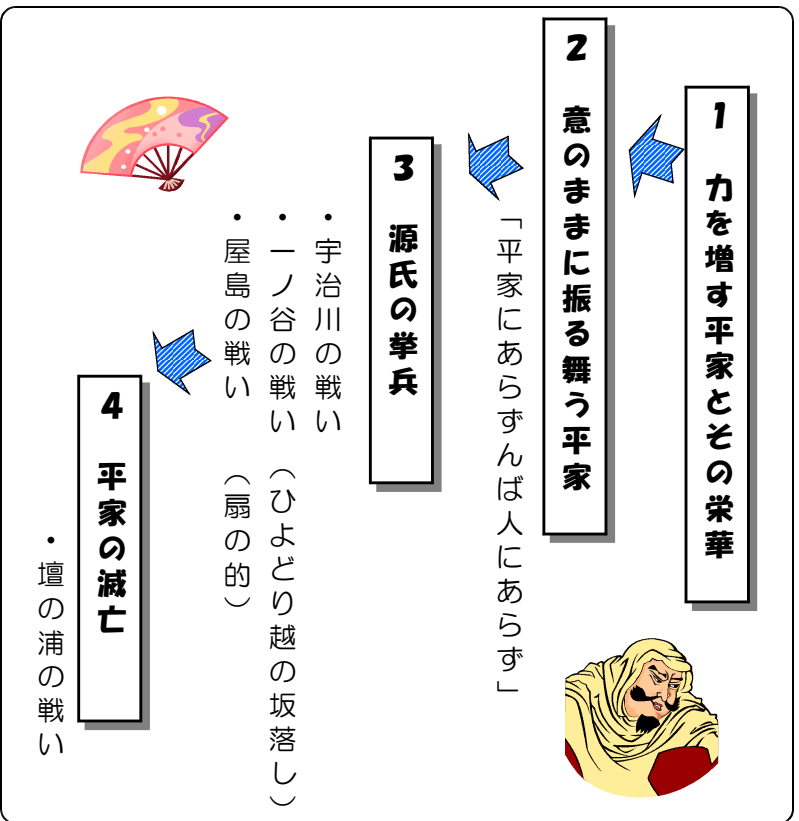 1 力を増す平家とその栄華
2 意のままに振る舞う平家
「平家にあらずんば人にあらず」
3 源氏の挙兵
・宇治川の戦い
・一ノ谷の戦い（ひよどり越の坂落し）
・屋島の戦い（扇の的）
4 平家の滅亡
・壇の浦の戦い